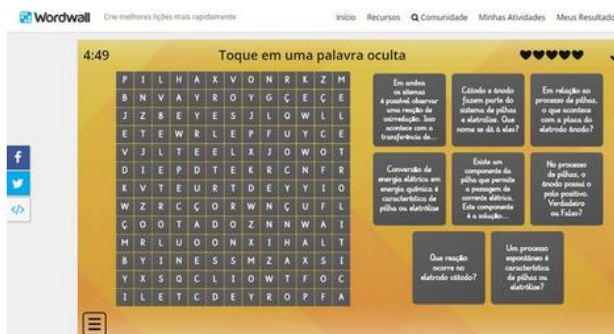 Wordwall
Crie melhores lições mais rapidamente
Início
Recursos
Comunidade
Minhas Atividades
Meus Resultado
4:49
Toque em uma palavra oculta
P I L H A X V O N R K Z M
B N V A Y R O Y G Ç E Ç E
J Z B E Y E S J L Q W L L
E T E W R L E P F U Y C E
V J L T E E L X J O W O T
D I E P D T E K R C N F R
K V T E U R T D E Y Y I O
W Z R C Ç O R W N Ç U F L
Ç O O T A D O Z N N W A I
M R L U O O N X I H A L T
B Y I N E S S M Z A X S I
Y X S Q C L I O W T F O C
I L E T C D E Y R O P F A
Em ambos
os sitemas
é possível observar
uma reação de
oxirredução. Isso
acontece com a
transferência de...
Cátodo e ânodo
fazem parte do
sistema de pilhas
e eletrólise. Que
nome se dá à eles?
Em relação ao
processo de pilhas,
o que acontece
com a placa do
eletrodo ânodo?
Conversão de
energia elétrica em
energia química é
característica de
pilha ou eletrólise
Existe um
componente da
pilha que permite
a passagem de
corrente elétrica.
Este componente
é a solução...
No processo
de pilhas, o
ânodo possui o
polo positivo.
Verdadeiro
ou Falso?
Que reação
ocorre no
eletrodo cátodo?
Um processo
espontâneo é
característica
de pilhas ou
eletrólise?